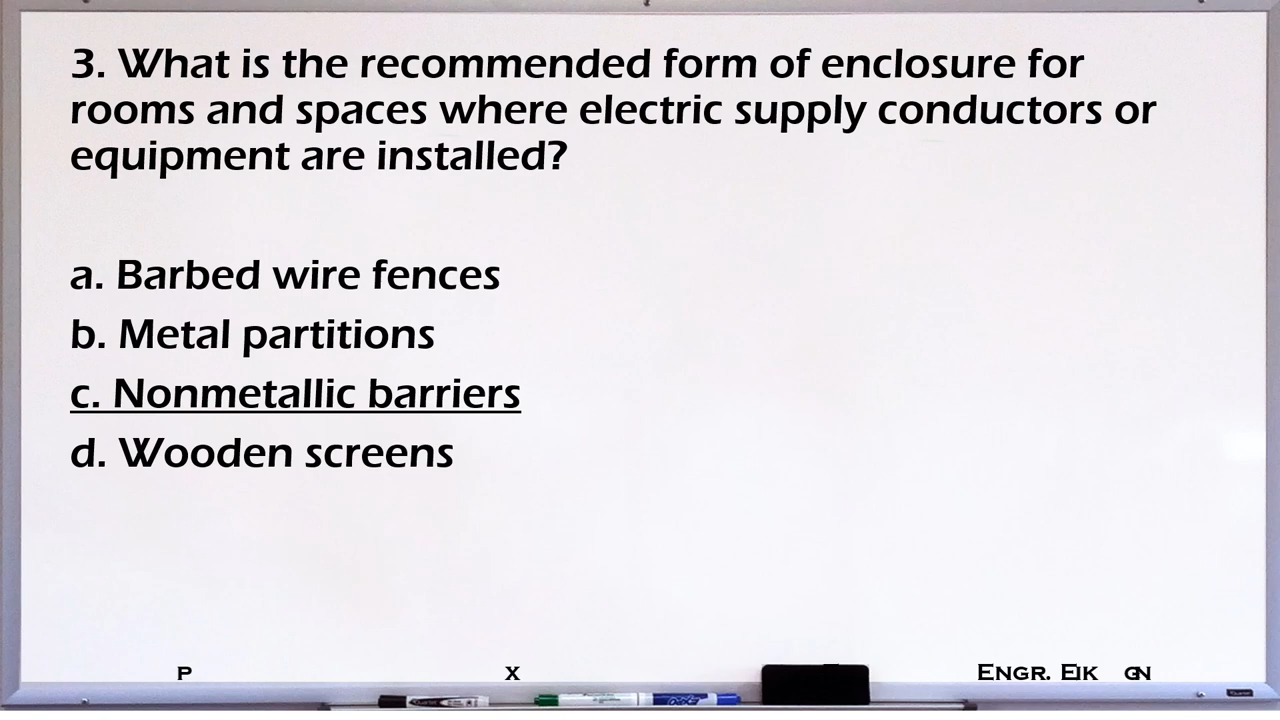 3. What is the recommended form of enclosure for
rooms and spaces where electric supply conductors or
equipment are installed?
a. Barbed wire fences
b. Metal partitions
c. Nonmetallic barriers
d. Wooden screens
P X ENGR.